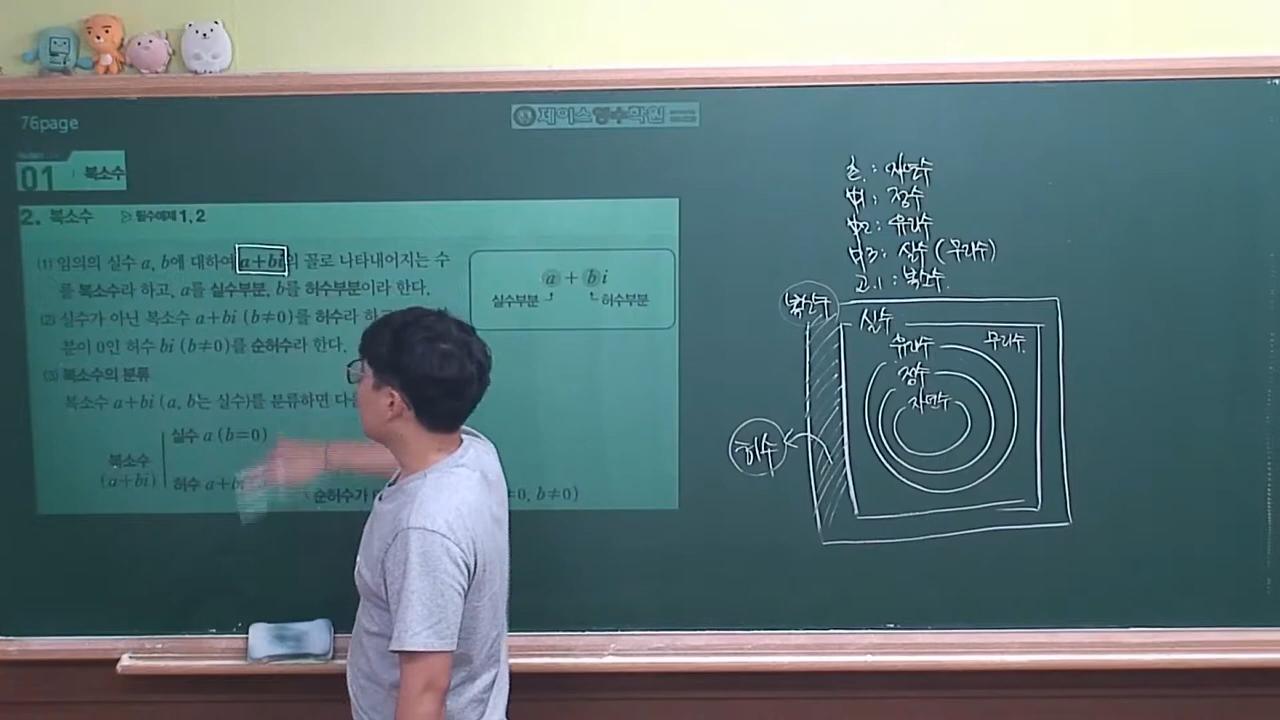 76page
제이스영수학원
01 복소수
2. 복소수 필수예제 1, 2
(1) 임의의 실수 a, b에 대하여 a+bi의 꼴로 나타내어지는 수
를 복소수라 하고, a를 실수부분, b를 허수부분이라 한다.
a + b i
실수부분 허수부분
(2) 실수가 아닌 복소수 a+bi (b≠0)를 허수라 하고
분이 0인 허수 bi (b≠0)를 순허수라 한다.
(3) 복소수의 분류
복소수 a+bi (a, b는 실수)를 분류하면 다음
복소수
(a+bi)
실수 a (b=0)
허수 a+bi
순허수가 ≠0, b≠0)
초 : 자연수
중1 : 정수
중2 : 유리수
중3 : 실수 (무리수)
고.1 : 복소수
복소수
실수
유리수 무리수
정수
자연수
허수